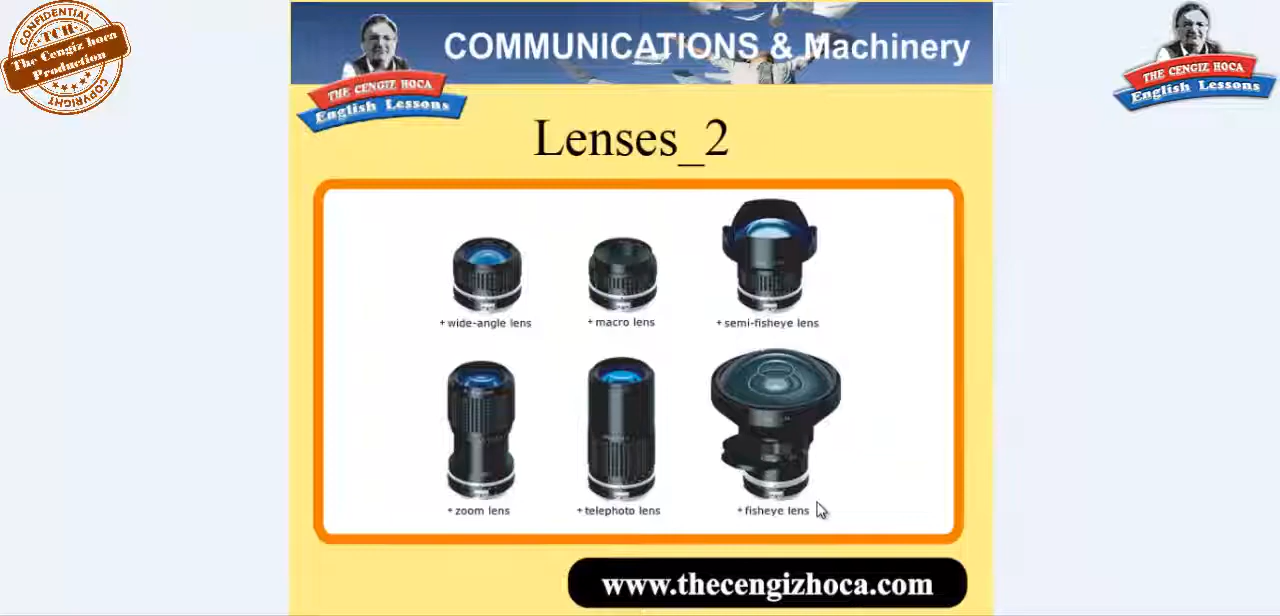 CONFIDENTIAL
TCH
The Cengiz hoca
Production
COPYRIGHT
COMMUNICATIONS & Machinery
THE CENGIZ HOCA
English Lessons
THE CENGIZ HOCA
English Lessons
Lenses_2
+ wide-angle lens
+ macro lens
+ semi-fisheye lens
+ zoom lens
+ telephoto lens
+ fisheye lens
www.thecengizhoca.com